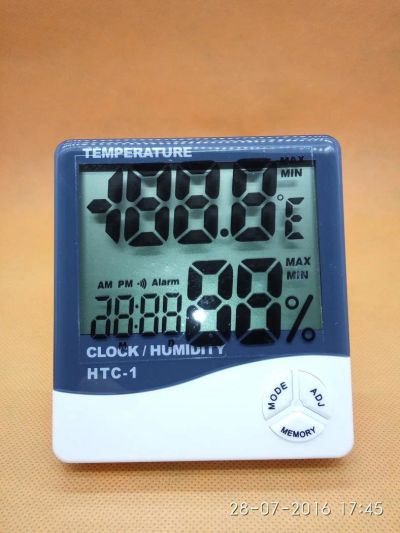 TEMPERATURE
MAX
MIN
-188.8°E
MAX
MIN
AM PM Alarm
28:88 88%
M D
CLOCK / HUMIDITY
HTC-1
MODE
ADJ
MEMORY
28-07-2016 17:45